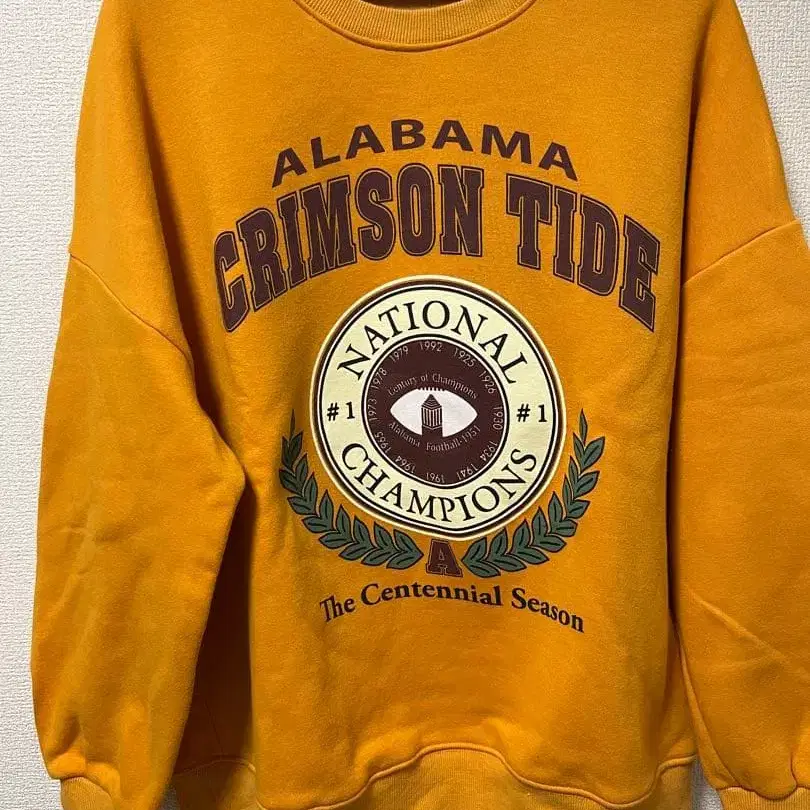 ALABAMA
CRIMSON TIDE
NATIONAL
1992 1925 1926 1930 1934 1941 1961 1964 1965 1973 1978 1979
Century of Champions
#1 #1
Alabama Football-1951
CHAMPIONS
A
The Centennial Season